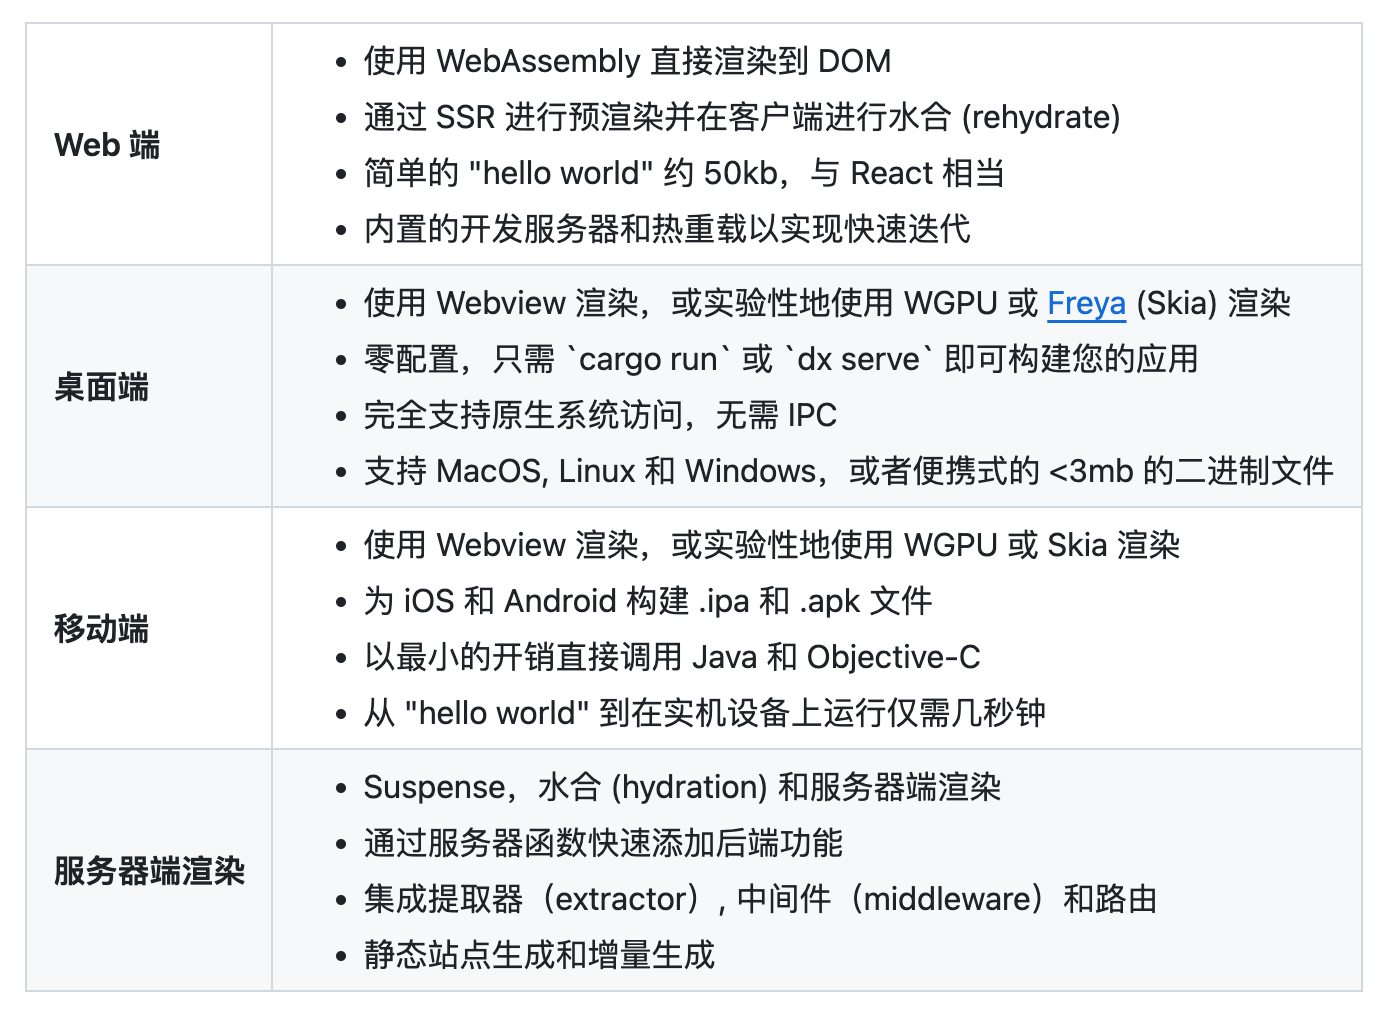 Web 端
使用 WebAssembly 直接渲染到 DOM
通过 SSR 进行预渲染并在客户端进行水合 (rehydrate)
简单的 "hello world" 约 50kb，与 React 相当
内置的开发服务器和热重载以实现快速迭代
桌面端
使用 Webview 渲染，或实验性地使用 WGPU 或 Freya (Skia) 渲染
零配置，只需 `cargo run` 或 `dx serve` 即可构建您的应用
完全支持原生系统访问，无需 IPC
支持 MacOS, Linux 和 Windows，或者便携式的 <3mb 的二进制文件
移动端
使用 Webview 渲染，或实验性地使用 WGPU 或 Skia 渲染
为 iOS 和 Android 构建 .ipa 和 .apk 文件
以最小的开销直接调用 Java 和 Objective-C
从 "hello world" 到在实机设备上运行仅需几秒钟
服务器端渲染
Suspense，水合 (hydration) 和服务器端渲染
通过服务器函数快速添加后端功能
集成提取器（extractor）, 中间件（middleware）和路由
静态站点生成和增量生成